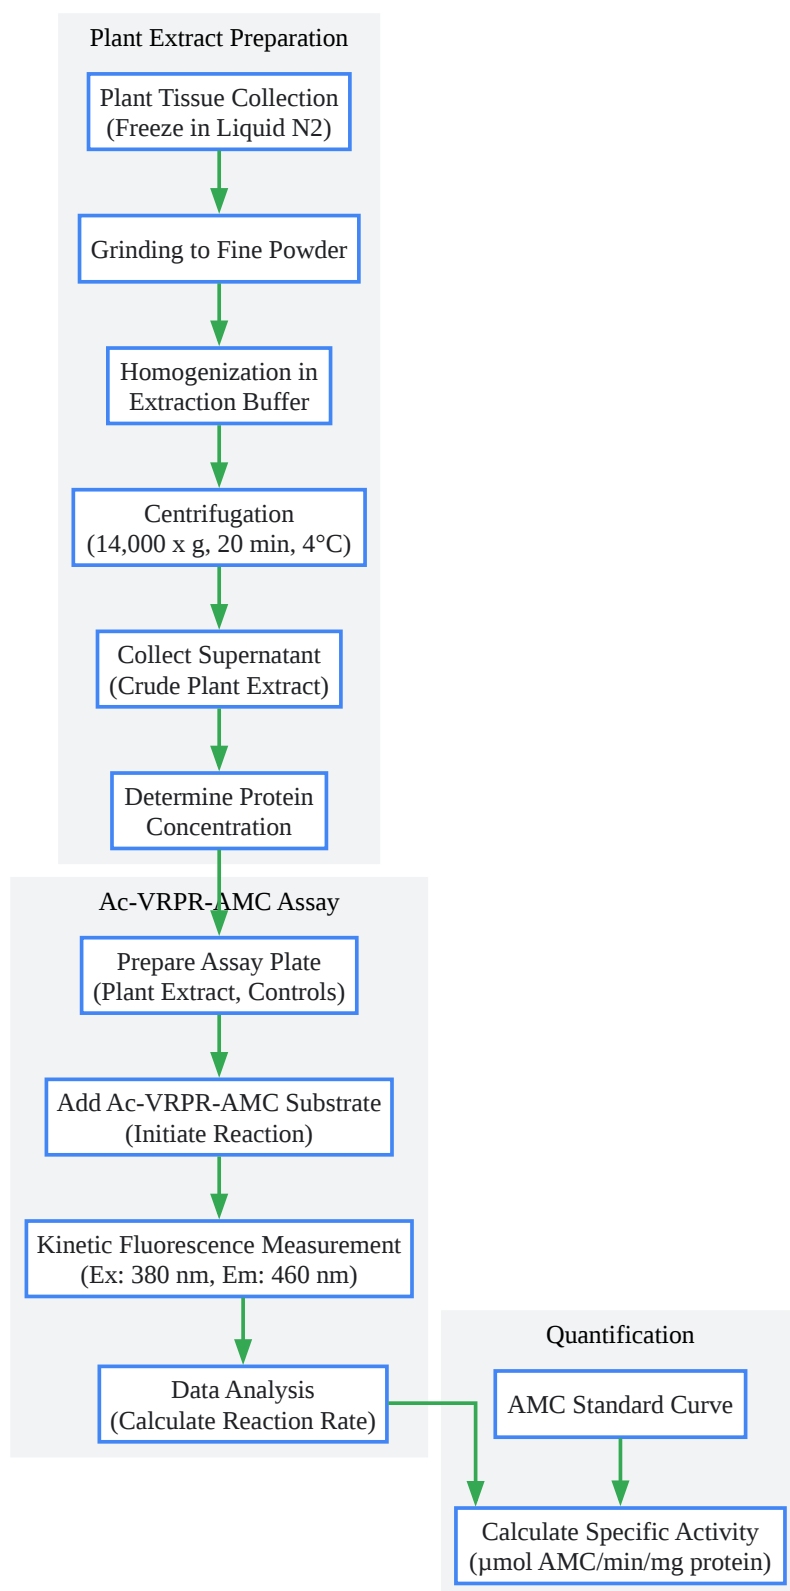 Plant Extract Preparation
Plant Tissue Collection
(Freeze in Liquid N2)
Grinding to Fine Powder
Homogenization in
Extraction Buffer
Centrifugation
(14,000 x g, 20 min, 4°C)
Collect Supernatant
(Crude Plant Extract)
Determine Protein
Concentration
Ac-VRPR-AMC Assay
Prepare Assay Plate
(Plant Extract, Controls)
Add Ac-VRPR-AMC Substrate
(Initiate Reaction)
Kinetic Fluorescence Measurement
(Ex: 380 nm, Em: 460 nm)
Data Analysis
(Calculate Reaction Rate)
Quantification
AMC Standard Curve
Calculate Specific Activity
(µmol AMC/min/mg protein)